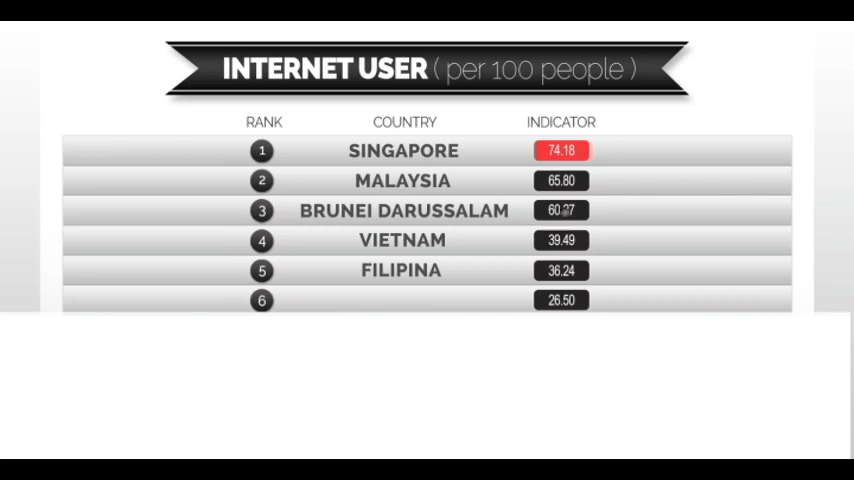 INTERNET USER ( per 100 people )
RANK COUNTRY INDICATOR
1 SINGAPORE 74.18
2 MALAYSIA 65.80
3 BRUNEI DARUSSALAM
4 VIETNAM 39.49
5 FILIPINA 36.24
6 26.50